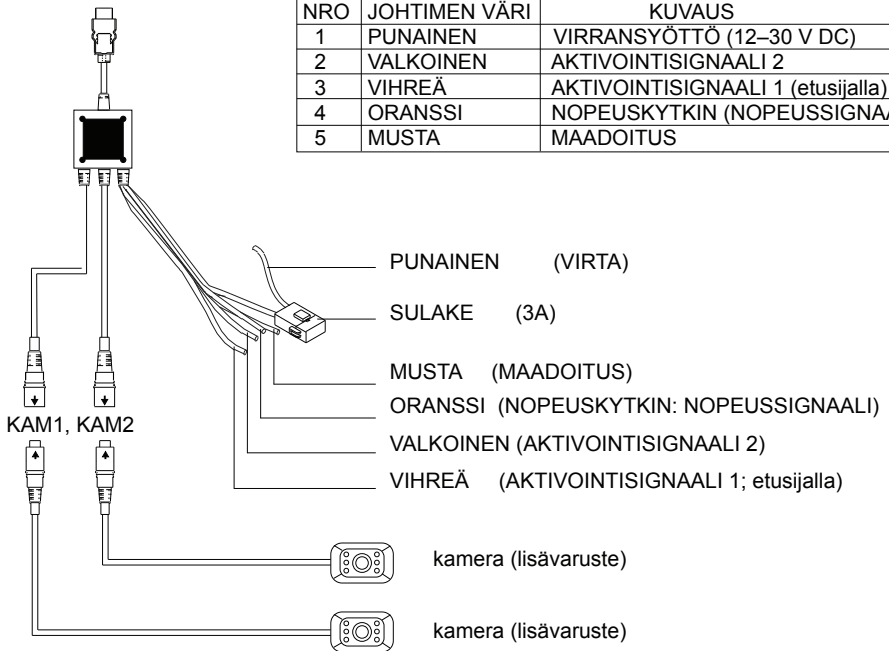 NRO JOHTIMEN VÄRI KUVAUS
1 PUNAINEN VIRRANSYÖTTÖ (12–30 V DC)
2 VALKOINEN AKTIVOINTISIGNAALI 2
3 VIHREÄ AKTIVOINTISIGNAALI 1 (etusijalla)
4 ORANSSI NOPEUSKYTKIN
5 MUSTA MAADOITUS
PUNAINEN (VIRTA)
SULAKE (3A)
MUSTA (MAADOITUS)
ORANSSI (NOPEUSKYTKIN: NOPEUSSIGNAALI)
VALKOINEN (AKTIVOINTISIGNAALI 2)
VIHREÄ (AKTIVOINTISIGNAALI 1; etusijalla)
KAM1, KAM2
kamera (lisävaruste)
kamera (lisävaruste)